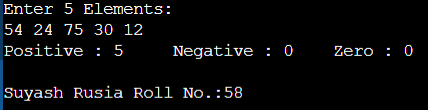 Enter 5 Elements:
54 24 75 30 12
Positive : 5    Negative : 0    Zero : 0
Suyash Rusia Roll No.:58